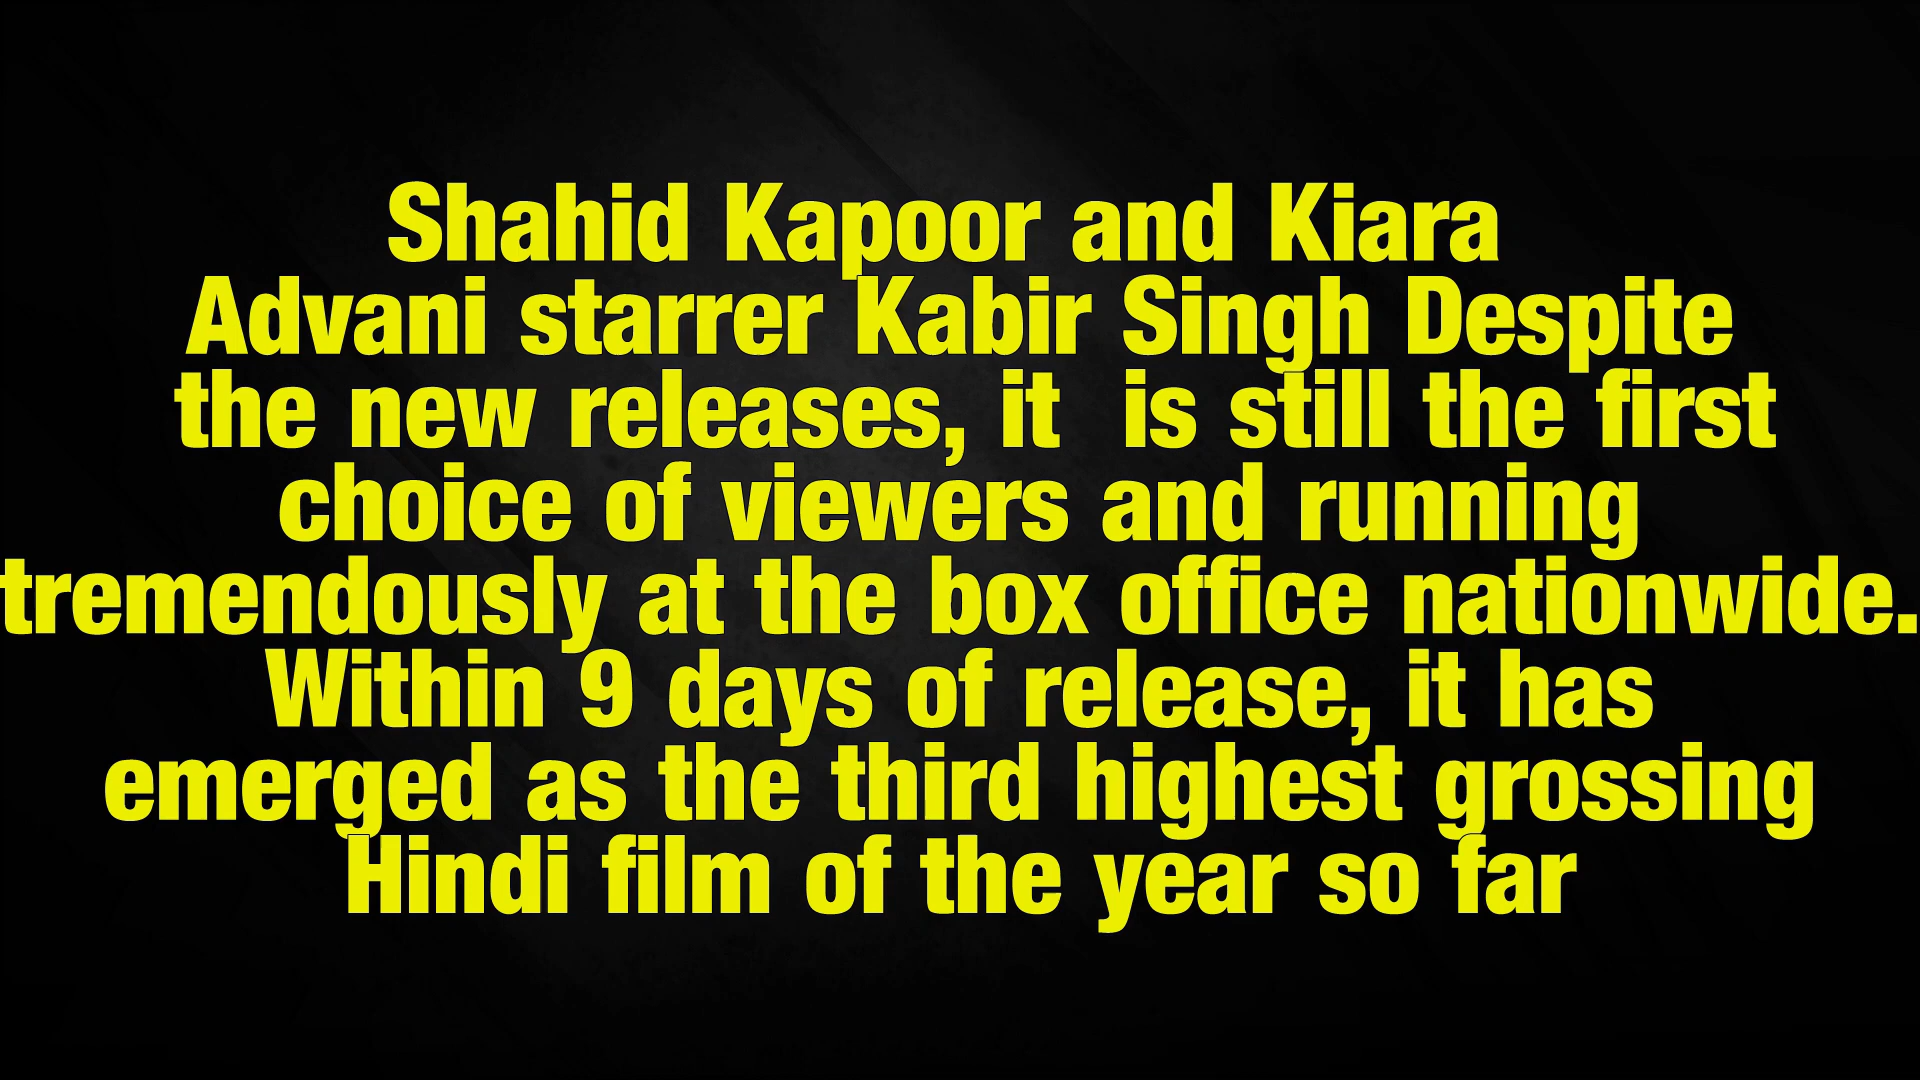 Shahid Kapoor and Kiara
Advani starrer Kabir Singh Despite
the new releases, it  is still the first
choice of viewers and running
tremendously at the box office nationwide.
Within 9 days of release, it has
emerged as the third highest grossing
Hindi film of the year so far